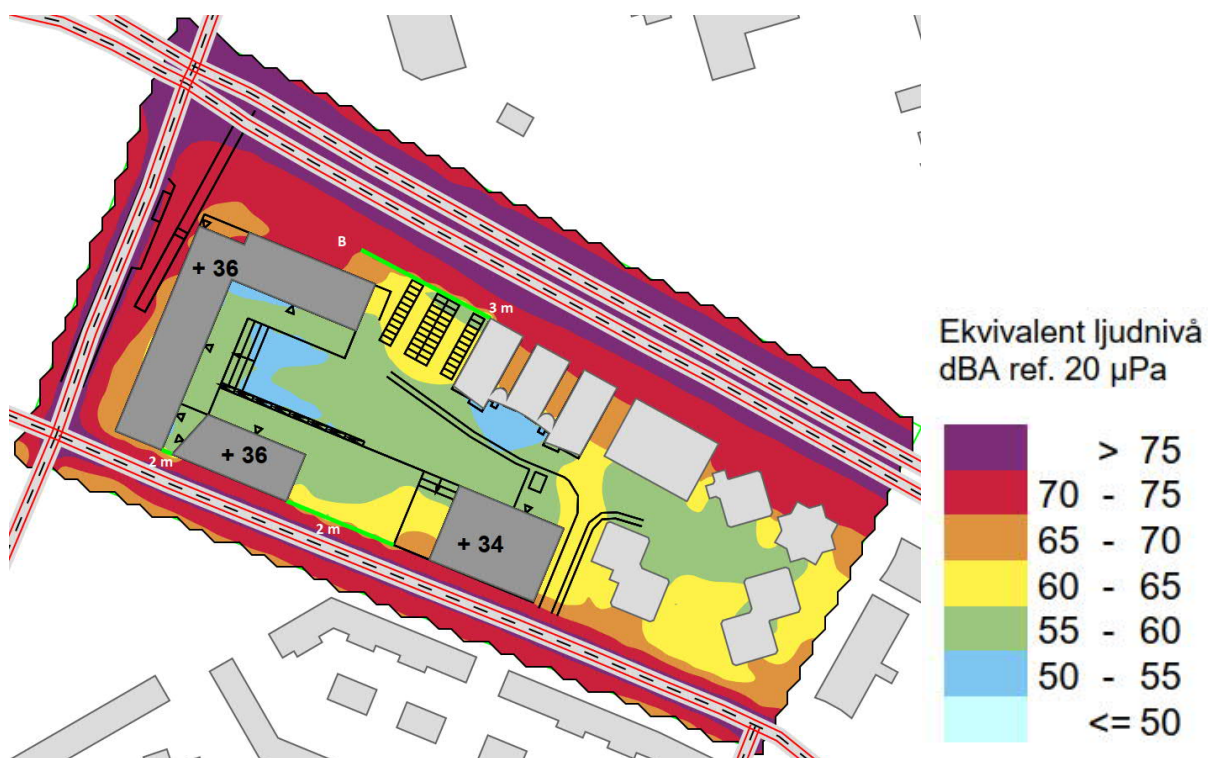 B
+ 36
3 m
2 m
+ 36
2 m
+ 34
Ekvivalent ljudnivå
dBA ref. 20 µPa
> 75
70 - 75
65 - 70
60 - 65
55 - 60
50 - 55
<= 50